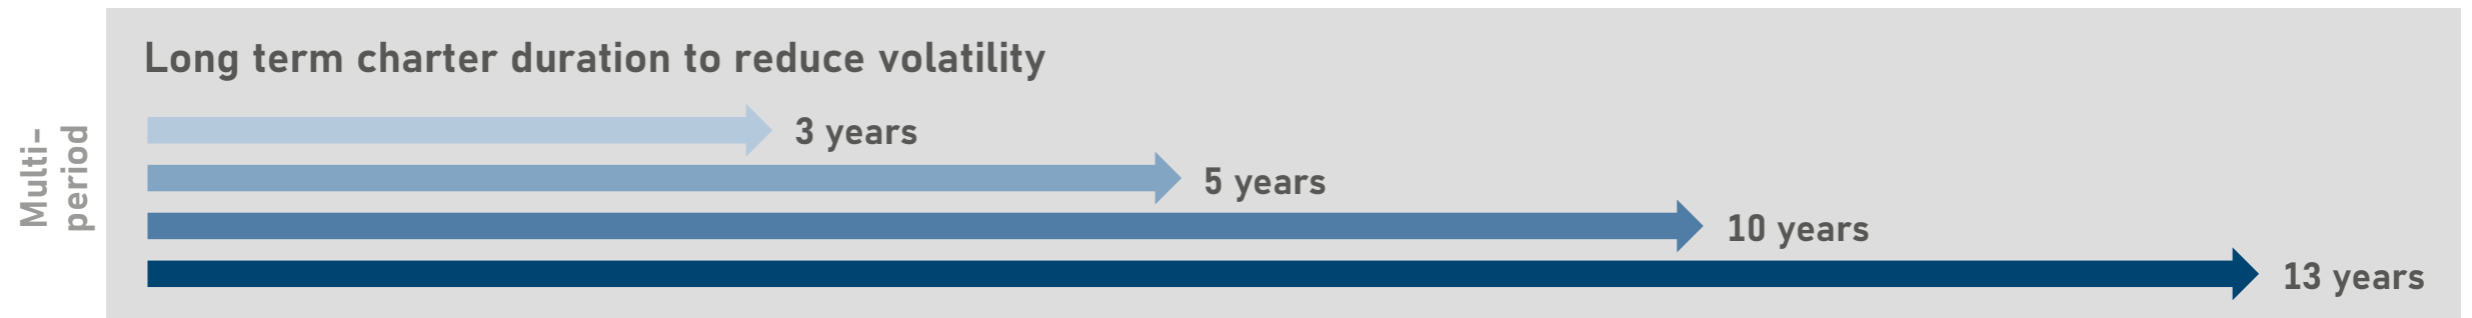 Multi-
period
Long term charter duration to reduce volatility
3 years
5 years
10 years
13 years